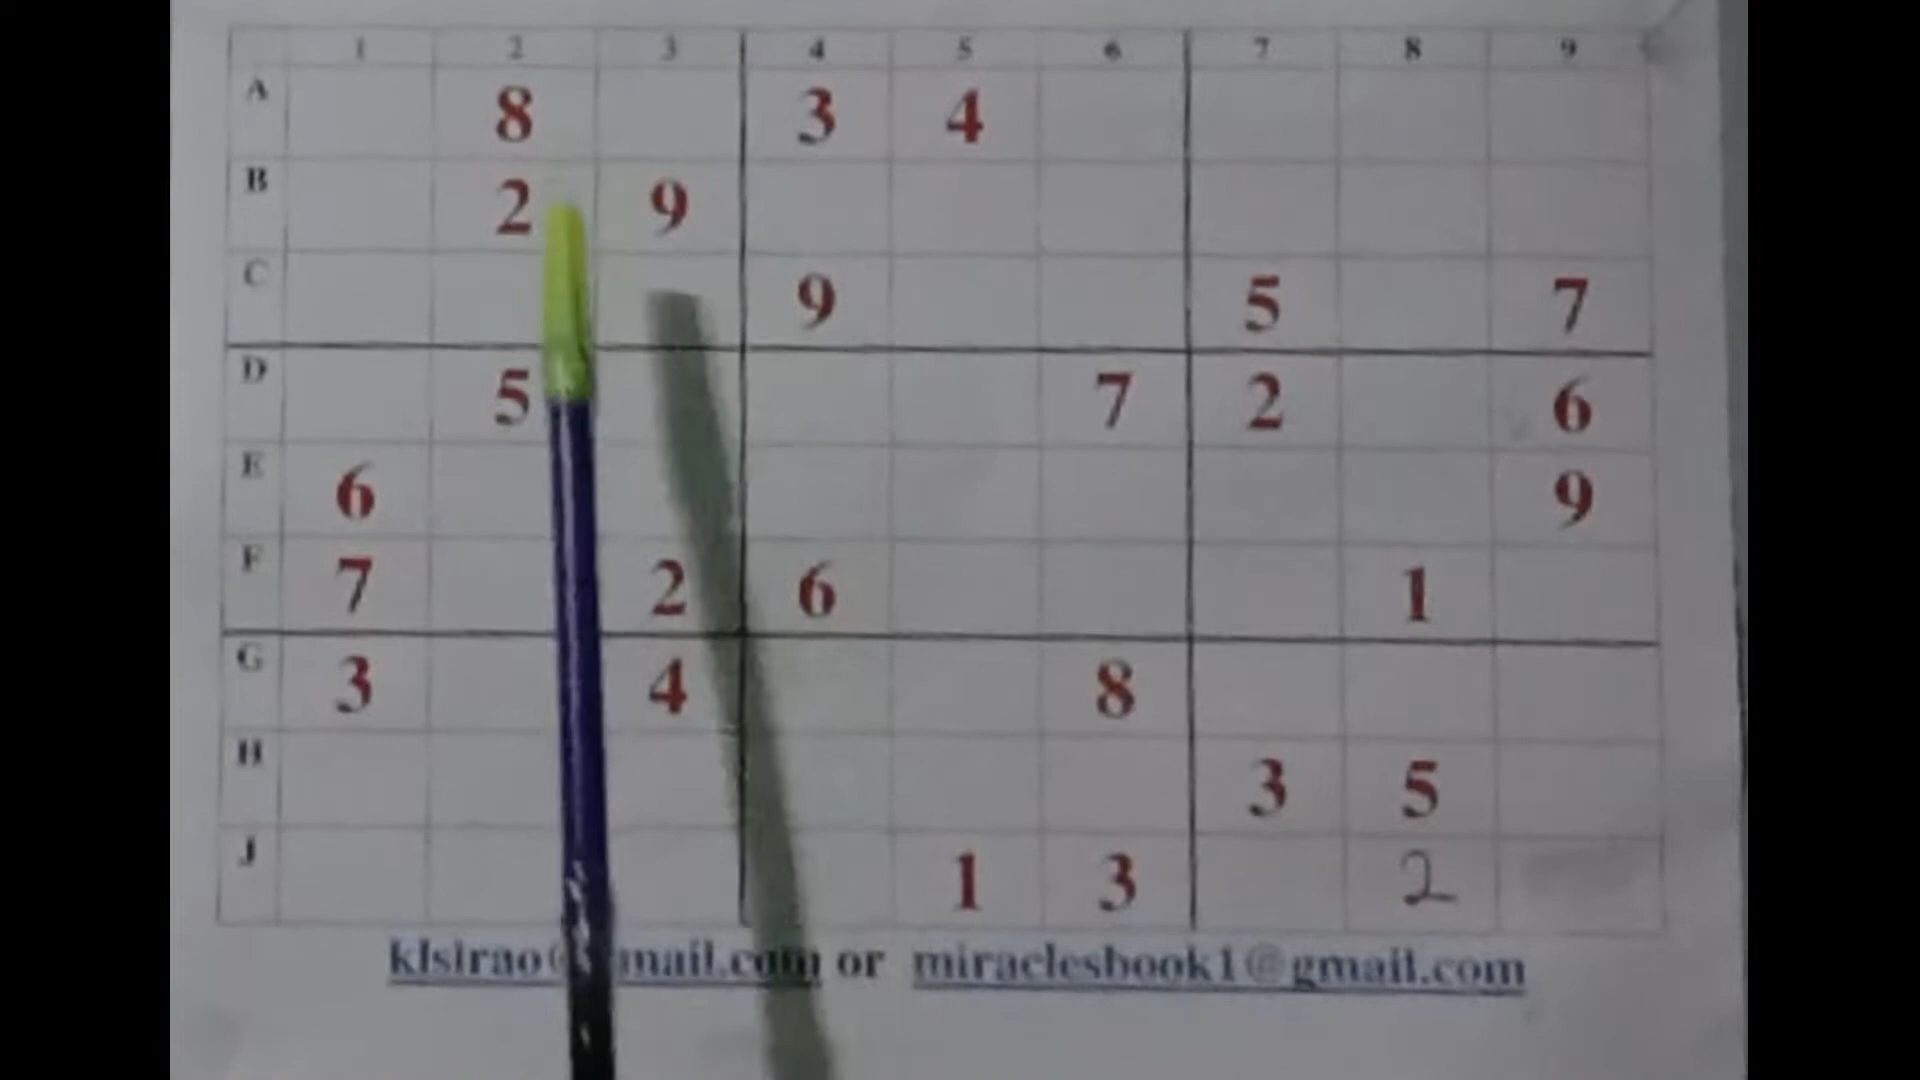 1 2 3 4 5 6 7 8 9
A 8 3 4
B 2 9
C 9 5 7
D 5 7 2 6
E 6 9
F 7 2 6 1
G 3 4 8
H 3 5
J 1 3 2
mail.com or miraclesbook1@gmail.com